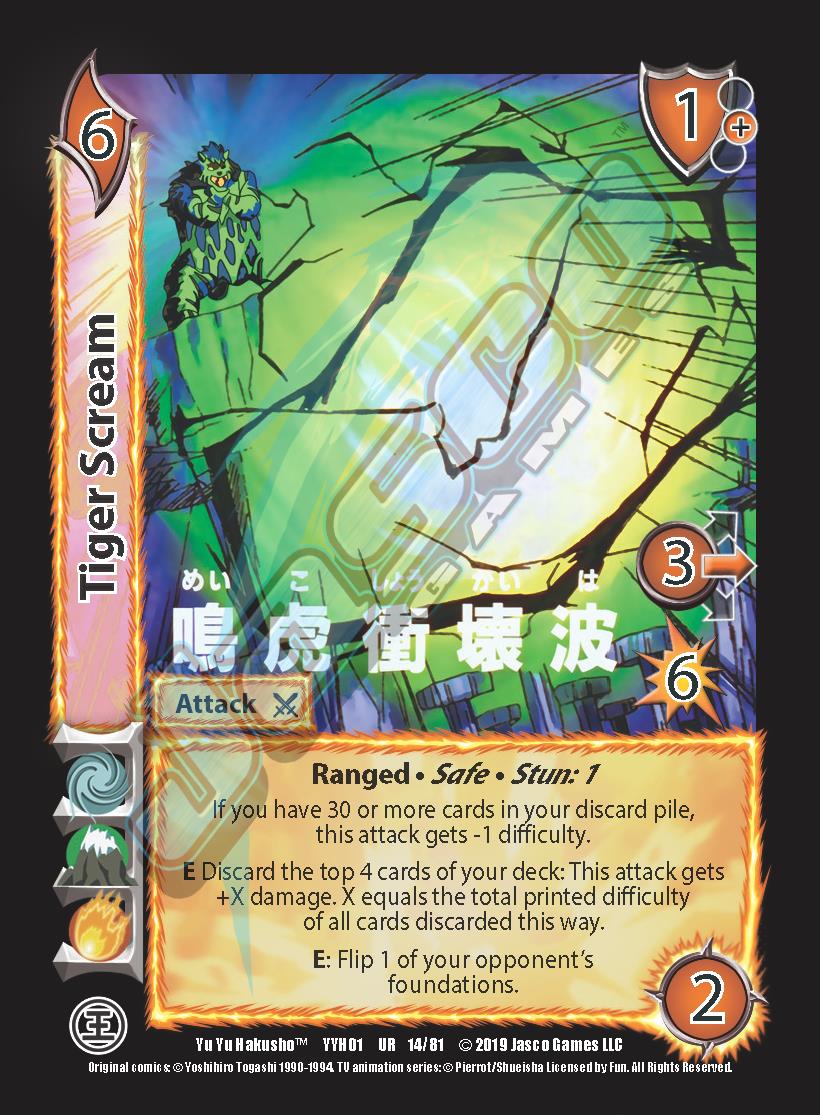 6
1
+
™
Tiger Scream
JASCO
GAMES
3
6
めい こ しょう かい は
鳴虎衝壊波
Attack
Ranged • Safe • Stun: 1
If you have 30 or more cards in your discard pile,
this attack gets -1 difficulty.
E Discard the top 4 cards of your deck: This attack gets
+X damage. X equals the total printed difficulty
of all cards discarded this way.
E: Flip 1 of your opponent's
foundations.
2
王
Yu Yu Hakusho™ YYH01 UR 14/81 © 2019 Jasco Games LLC
Original comics: © Yoshihiro Togashi 1990-1994. TV animation series: © Pierrot/Shueisha Licensed by Fun. All Rights Reserved.